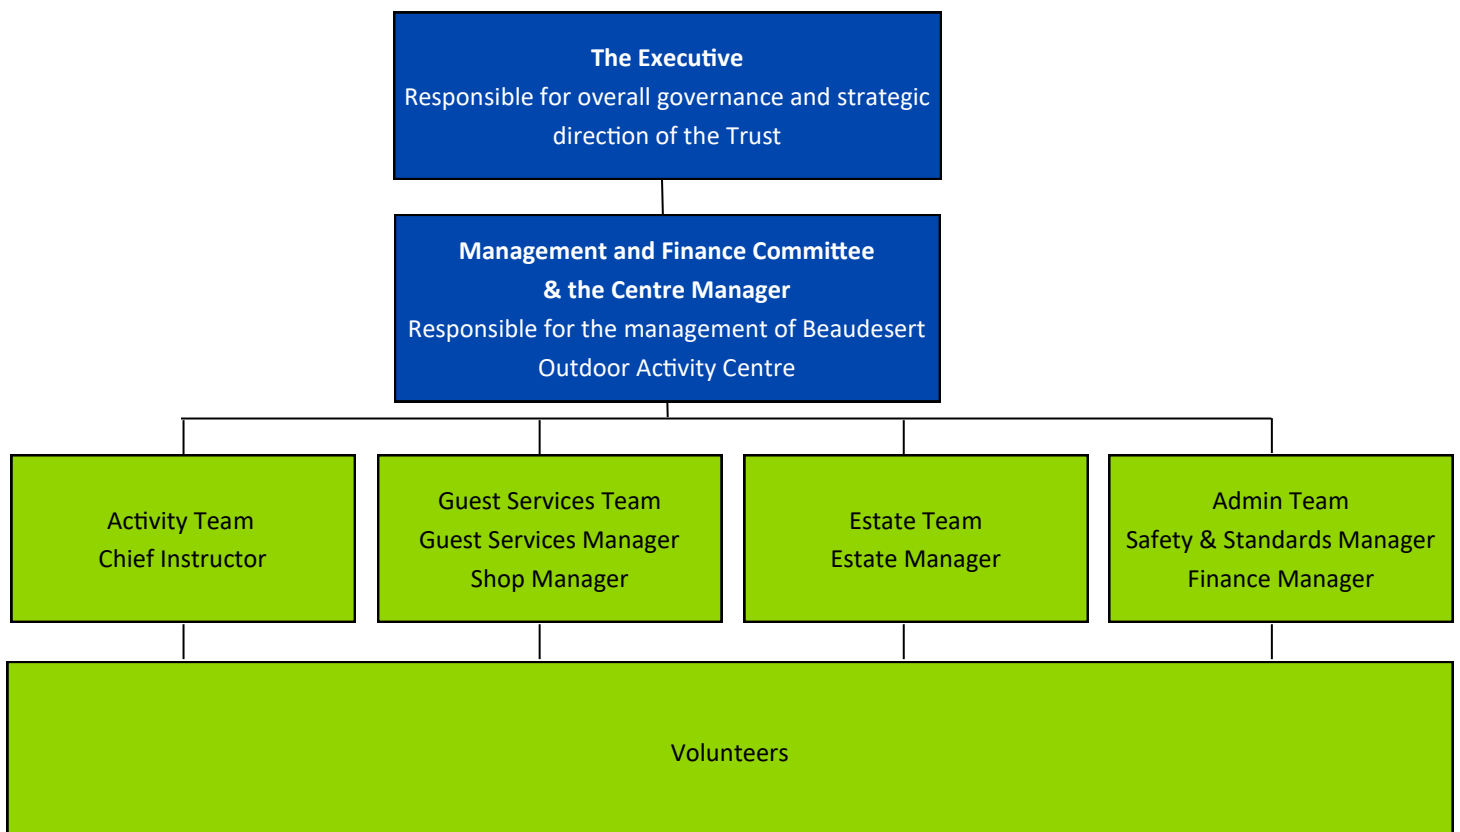 The Executive
Responsible for overall governance and strategic
direction of the Trust
Management and Finance Committee
& the Centre Manager
Responsible for the management of Beaudesert
Outdoor Activity Centre
Activity Team
Chief Instructor
Guest Services Team
Guest Services Manager
Shop Manager
Estate Team
Estate Manager
Admin Team
Safety & Standards Manager
Finance Manager
Volunteers